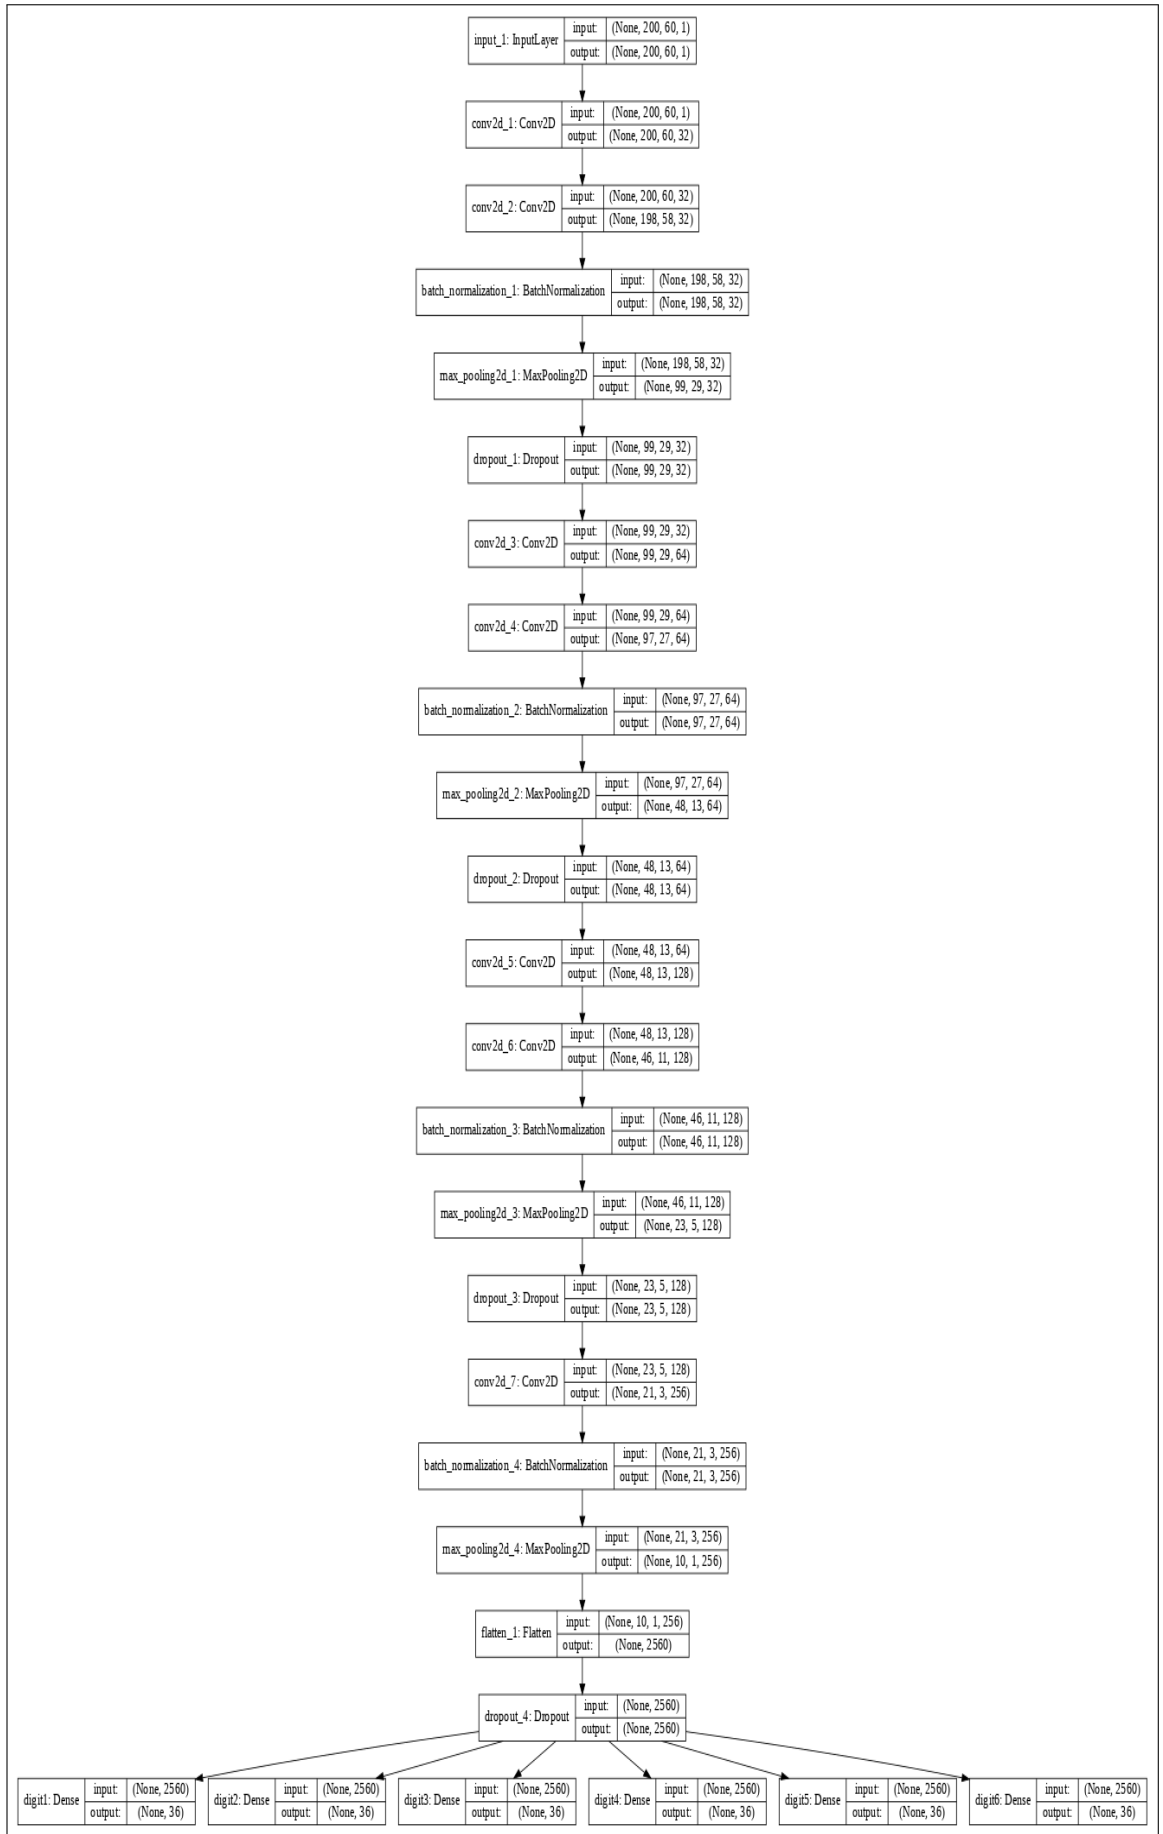 input_1: InputLayer input: (None, 200, 60, 1)
output: (None, 200, 60, 1)
conv2d_1: Conv2D input: (None, 200, 60, 1)
output: (None, 200, 60, 32)
conv2d_2: Conv2D input: (None, 200, 60, 32)
output: (None, 198, 58, 32)
batch_normalization_1: BatchNormalization input: (None, 198, 58, 32)
output: (None, 198, 58, 32)
max_pooling2d_1: MaxPooling2D input: (None, 198, 58, 32)
output: (None, 99, 29, 32)
dropout_1: Dropout input: (None, 99, 29, 32)
output: (None, 99, 29, 32)
conv2d_3: Conv2D input: (None, 99, 29, 32)
output: (None, 99, 29, 64)
conv2d_4: Conv2D input: (None, 99, 29, 64)
output: (None, 97, 27, 64)
batch_normalization_2: BatchNormalization input: (None, 97, 27, 64)
output: (None, 97, 27, 64)
max_pooling2d_2: MaxPooling2D input: (None, 97, 27, 64)
output: (None, 48, 13, 64)
dropout_2: Dropout input: (None, 48, 13, 64)
output: (None, 48, 13, 64)
conv2d_5: Conv2D input: (None, 48, 13, 64)
output: (None, 48, 13, 128)
conv2d_6: Conv2D input: (None, 48, 13, 128)
output: (None, 46, 11, 128)
batch_normalization_3: BatchNormalization input: (None, 46, 11, 128)
output: (None, 46, 11, 128)
max_pooling2d_3: MaxPooling2D input: (None, 46, 11, 128)
output: (None, 23, 5, 128)
dropout_3: Dropout input: (None, 23, 5, 128)
output: (None, 23, 5, 128)
conv2d_7: Conv2D input: (None, 23, 5, 128)
output: (None, 21, 3, 256)
batch_normalization_4: BatchNormalization input: (None, 21, 3, 256)
output: (None, 21, 3, 256)
max_pooling2d_4: MaxPooling2D input: (None, 21, 3, 256)
output: (None, 10, 1, 256)
flatten_1: Flatten input: (None, 10, 1, 256)
output: (None, 2560)
dropout_4: Dropout input: (None, 2560)
output: (None, 2560)
digit1: Dense input: (None, 2560)
output: (None, 36)
digit2: Dense input: (None, 2560)
output: (None, 36)
digit3: Dense input: (None, 2560)
output: (None, 36)
digit4: Dense input: (None, 2560)
output: (None, 36)
digit5: Dense input: (None, 2560)
output: (None, 36)
digit6: Dense input: (None, 2560)
output: (None, 36)